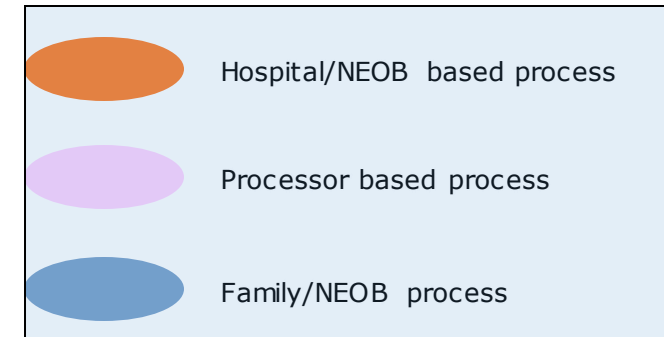 Hospital/NEOB based process
Processor based process
Family/NEOB process